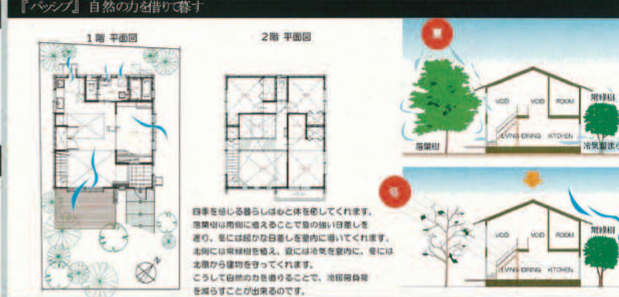 『パッシブ』自然の力を借りて暮す
1階 平面図
2階 平面図
四季を感じる暮らしは心と体を癒してくれます。
落葉樹は南側に植えることで夏の強い日差しを
遮り、冬には暖かな日差しを室内に導いてくれます。
北側には常緑樹を植え、夏には冷気を室内に、冬には
北風から建物を守ってくれます。
こうして自然の力を借りることで、冷暖房負荷
を減らすことが出来るのです。
夏
落葉樹
VOID
VOID
ROOM
LIVING
DINING
KITCHEN
常緑樹
冷気溜まり
冬
VOID
VOID
ROOM
LIVING
DINING
KITCHEN
常緑樹